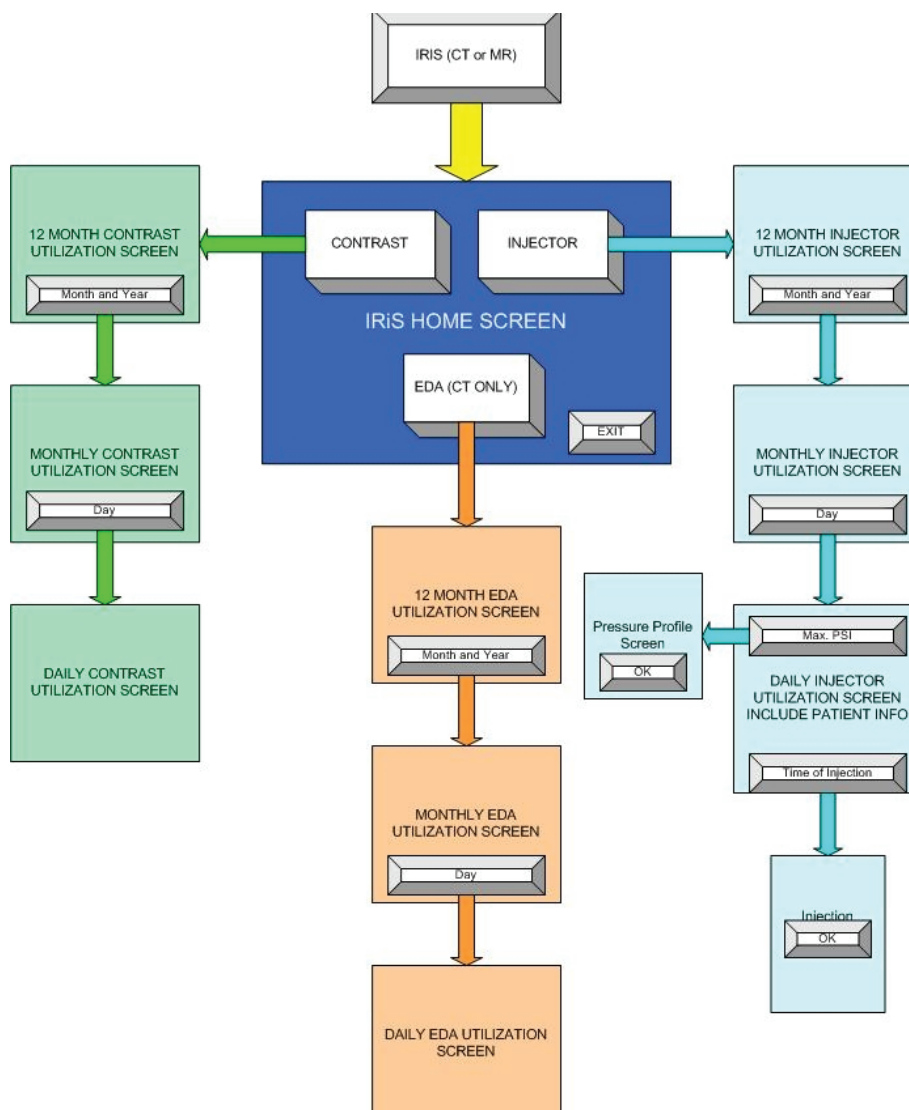 IRIS (CT or MR)
12 MONTH CONTRAST
UTILIZATION SCREEN
Month and Year
CONTRAST
INJECTOR
IRiS HOME SCREEN
EDA (CT ONLY)
EXIT
12 MONTH INJECTOR
UTILIZATION SCREEN
Month and Year
MONTHLY CONTRAST
UTILIZATION SCREEN
Day
MONTHLY INJECTOR
UTILIZATION SCREEN
Day
12 MONTH EDA
UTILIZATION SCREEN
Month and Year
Pressure Profile
Screen
OK
Max. PSI
DAILY INJECTOR
UTILIZATION SCREEN
INCLUDE PATIENT INFO
Time of Injection
DAILY CONTRAST
UTILIZATION SCREEN
MONTHLY EDA
UTILIZATION SCREEN
Day
Injection
OK
DAILY EDA UTILIZATION
SCREEN